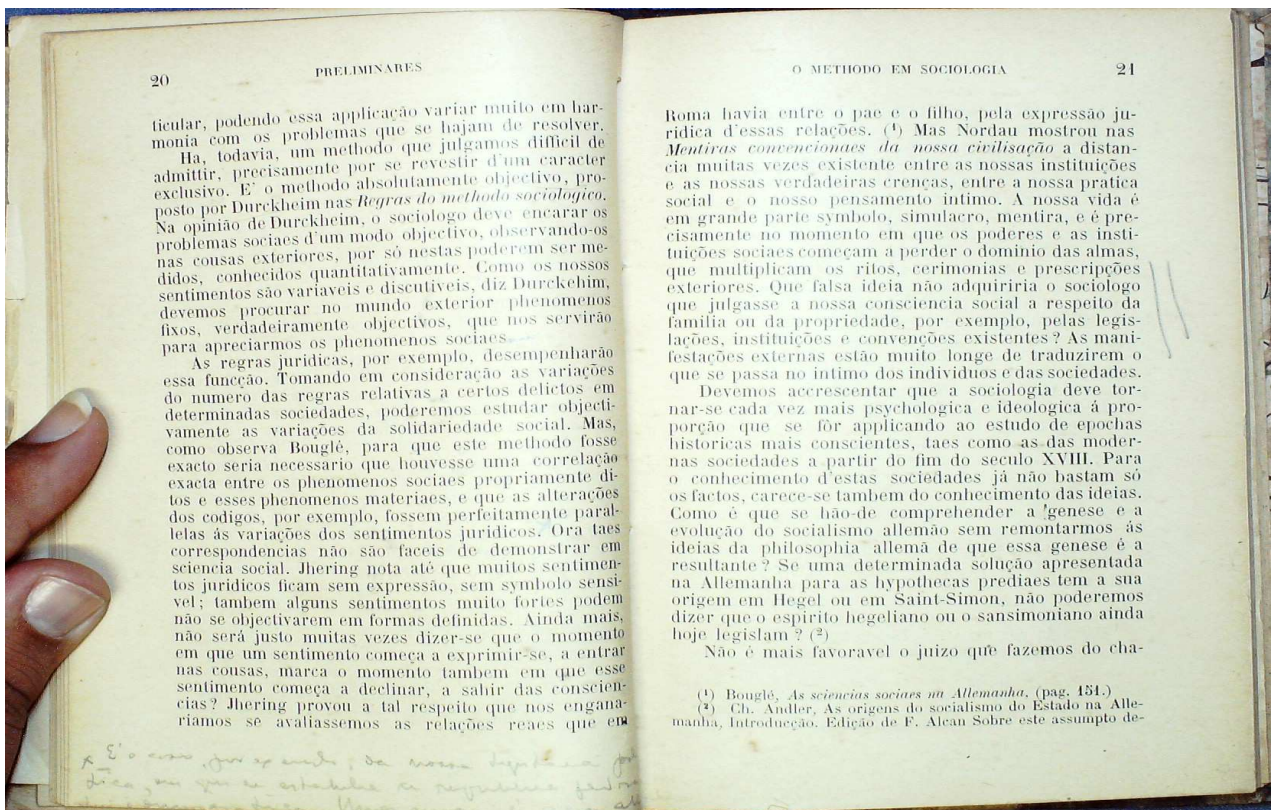 20
PRELIMINARES
ticular, podendo essa applicação variar muito em har-
monia com os problemas que se hajam de resolver.
Ha, todavia, um methodo que julgamos difficil de
admittir, precisamente por se revestir d'um caracter
exclusivo. E' o methodo absolutamente objectivo, pro-
posto por Durckheim nas Regras do methodo sociologico.
Na opinião de Durckheim, o sociologo deve encarar os
problemas sociaes d'um modo objectivo, observando-os
nas cousas exteriores, por só nestas poderem ser me-
didos, conhecidos quantitativamente. Como os nossos
sentimentos são variaveis e discutiveis, diz Durckehim,
devemos procurar no mundo exterior phenomenos
fixos, verdadeiramente objectivos, que nos servirão
para apreciarmos os phenomenos sociaes.
As regras juridicas, por exemplo, desempenharão
essa funcção. Tomando em consideração as variações
do numero das regras relativas a certos delictos em
determinadas sociedades, poderemos estudar objecti-
vamente as variações da solidariedade social. Mas,
como observa Bouglé, para que este methodo fosse
exacto seria necessario que houvesse uma correlação
exacta entre os phenomenos sociaes propriamente di-
tos e esses phenomenos materiaes, e que as alterações
dos codigos, por exemplo, fossem perfeitamente paral-
lelas ás variações dos sentimentos juridicos. Ora taes
correspondencias não são faceis de demonstrar em
sciencia social. Jhering nota até que muitos sentimen-
tos juridicos ficam sem expressão, sem symbolo sensi-
vel; tambem alguns sentimentos muito fortes podem
não se objectivarem em formas definidas. Ainda mais,
não será justo muitas vezes dizer-se que o momento
em que um sentimento começa a exprimir-se, a entrar
nas cousas, marca o momento tambem em que esse
sentimento começa a declinar, a sahir das conscien-
cias? Jhering provou a tal respeito que nos engana-
riamos se avaliassemos as relações reaes que em
x É o caso, por exemplo, da nossa
O METHODO EM SOCIOLOGIA
21
Roma havia entre o pae e o filho, pela expressão ju-
ridica d'essas relações. (1) Mas Nordau mostrou nas
Mentiras convencionaes da nossa civilisação a distan-
cia muitas vezes existente entre as nossas instituições
e as nossas verdadeiras crenças, entre a nossa pratica
social e o nosso pensamento intimo. A nossa vida é
em grande parte symbolo, simulacro, mentira, e é pre-
cisamente no momento em que os poderes e as insti-
tuições sociaes começam a perder o dominio das almas,
que multiplicam os ritos, cerimonias e prescripções
exteriores. Que falsa ideia não adquiriria o sociologo
que julgasse a nossa consciencia social a respeito da
familia ou da propriedade, por exemplo, pelas legis-
lações, instituições e convenções existentes? As mani-
festações externas estão muito longe de traduzirem o
que se passa no intimo dos individuos e das sociedades.
Devemos accrescentar que a sociologia deve tor-
nar-se cada vez mais psychologica e ideologica á pro-
porção que se fôr applicando ao estudo de epochas
historicas mais conscientes, taes como as das moder-
nas sociedades a partir do fim do seculo XVIII. Para
o conhecimento d'estas sociedades já não bastam só
os factos, carece-se tambem do conhecimento das ideias.
Como é que se hão-de comprehender a genese e a
evolução do socialismo allemão sem remontarmos ás
ideias da philosophia allemã de que essa genese é a
resultante? Se uma determinada solução apresentada
na Allemanha para as hypothecas prediaes tem a sua
origem em Hegel ou em Saint-Simon, não poderemos
dizer que o espirito hegeliano ou o sansimoniano ainda
hoje legislam? (2)
Não é mais favoravel o juizo que fazemos do cha-
(1) Bouglé, As sciencias sociaes na Allemanha. (pag. 151.)
(2) Ch. Andler, As origens do socialismo do Estado na Alle-
manha, Introducção. Edição de F. Alcan Sobre este assumpto de-